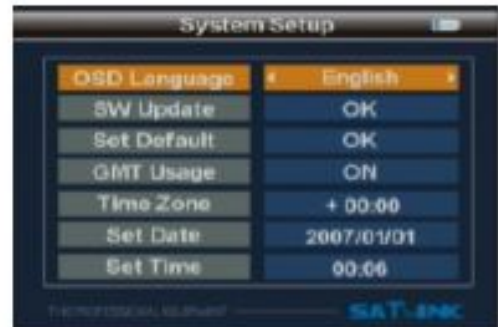 System Setup
OSD Language English
SW Update OK
Set Default OK
GMT Usage ON
Time Zone + 00:00
Set Date 2007/01/01
Set Time 00:06
SATLINK